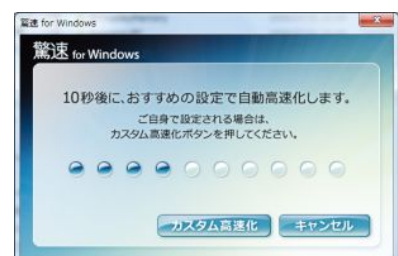 驚速 for Windows
驚速 for Windows
10秒後に、おすすめの設定で自動高速化します。
ご自身で設定される場合は、
カスタム高速化ボタンを押してください。
カスタム高速化 キャンセル